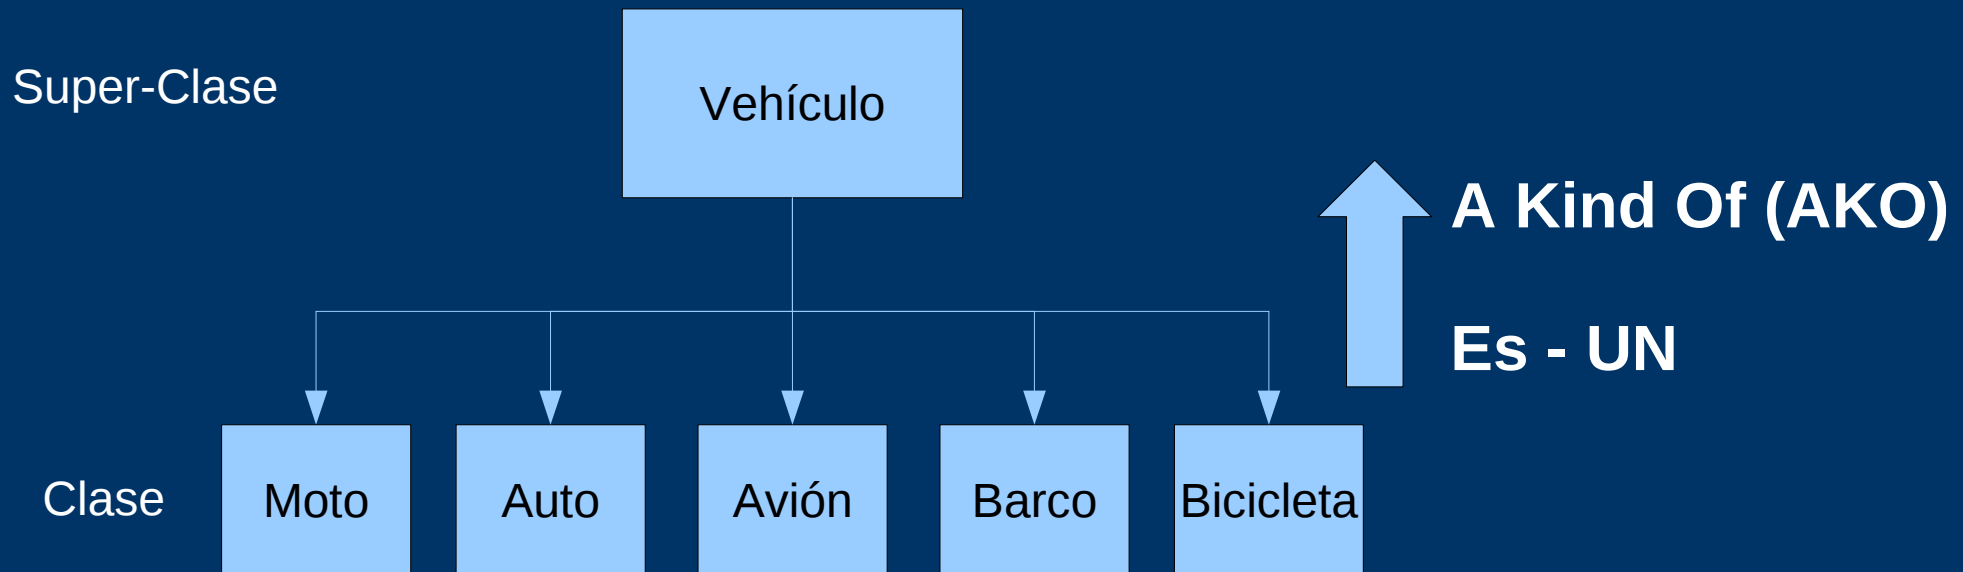 Super-Clase
Vehículo
A Kind Of (AKO)
Es - UN
Clase
Moto
Auto
Avión
Barco
Bicicleta